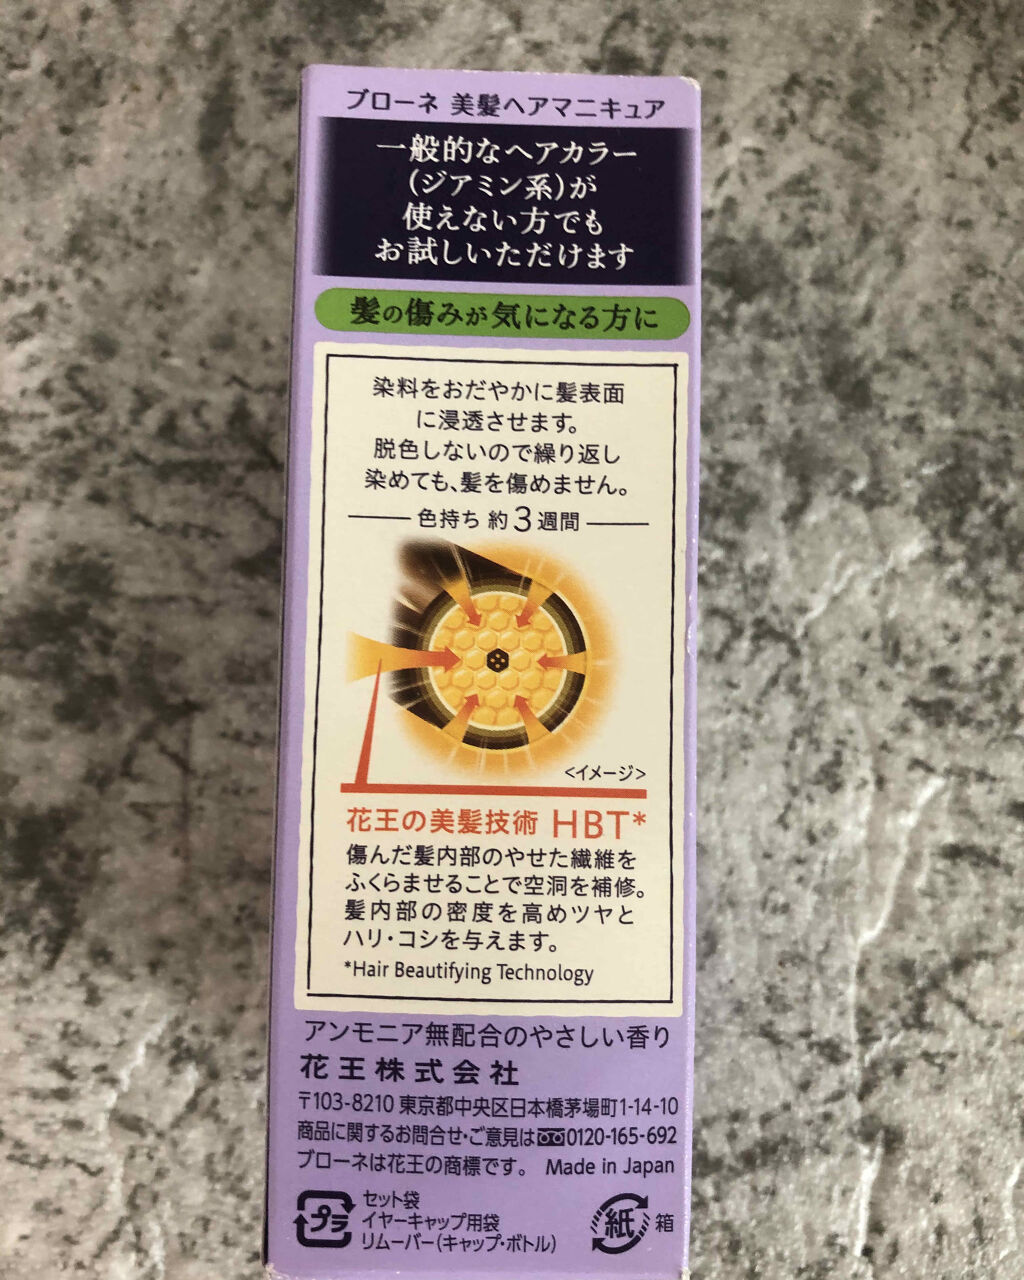 ブローネ 美髪ヘアマニキュア
一般的なヘアカラー
(ジアミン系)が
使えない方でも
お試しいただけます
髪の傷みが気になる方に
染料をおだやかに髪表面
に浸透させます。
脱色しないので繰り返し
染めても、髪を傷めません。
色持ち 約3週間
<イメージ>
花王の美髪技術 HBT*
傷んだ髪内部のやせた繊維を
ふくらませることで空洞を補修。
髪内部の密度を高めツヤと
ハリ・コシを与えます。
*Hair Beautifying Technology
アンモニア無配合のやさしい香り
花王株式会社
〒103-8210 東京都中央区日本橋茅場町1-14-10
商品に関するお問合せ・ご意見は0120-165-692
ブローネは花王の商標です。 Made in Japan
プラ
セット袋
イヤーキャップ用袋
リムーバー(キャップ・ボトル)
紙 箱